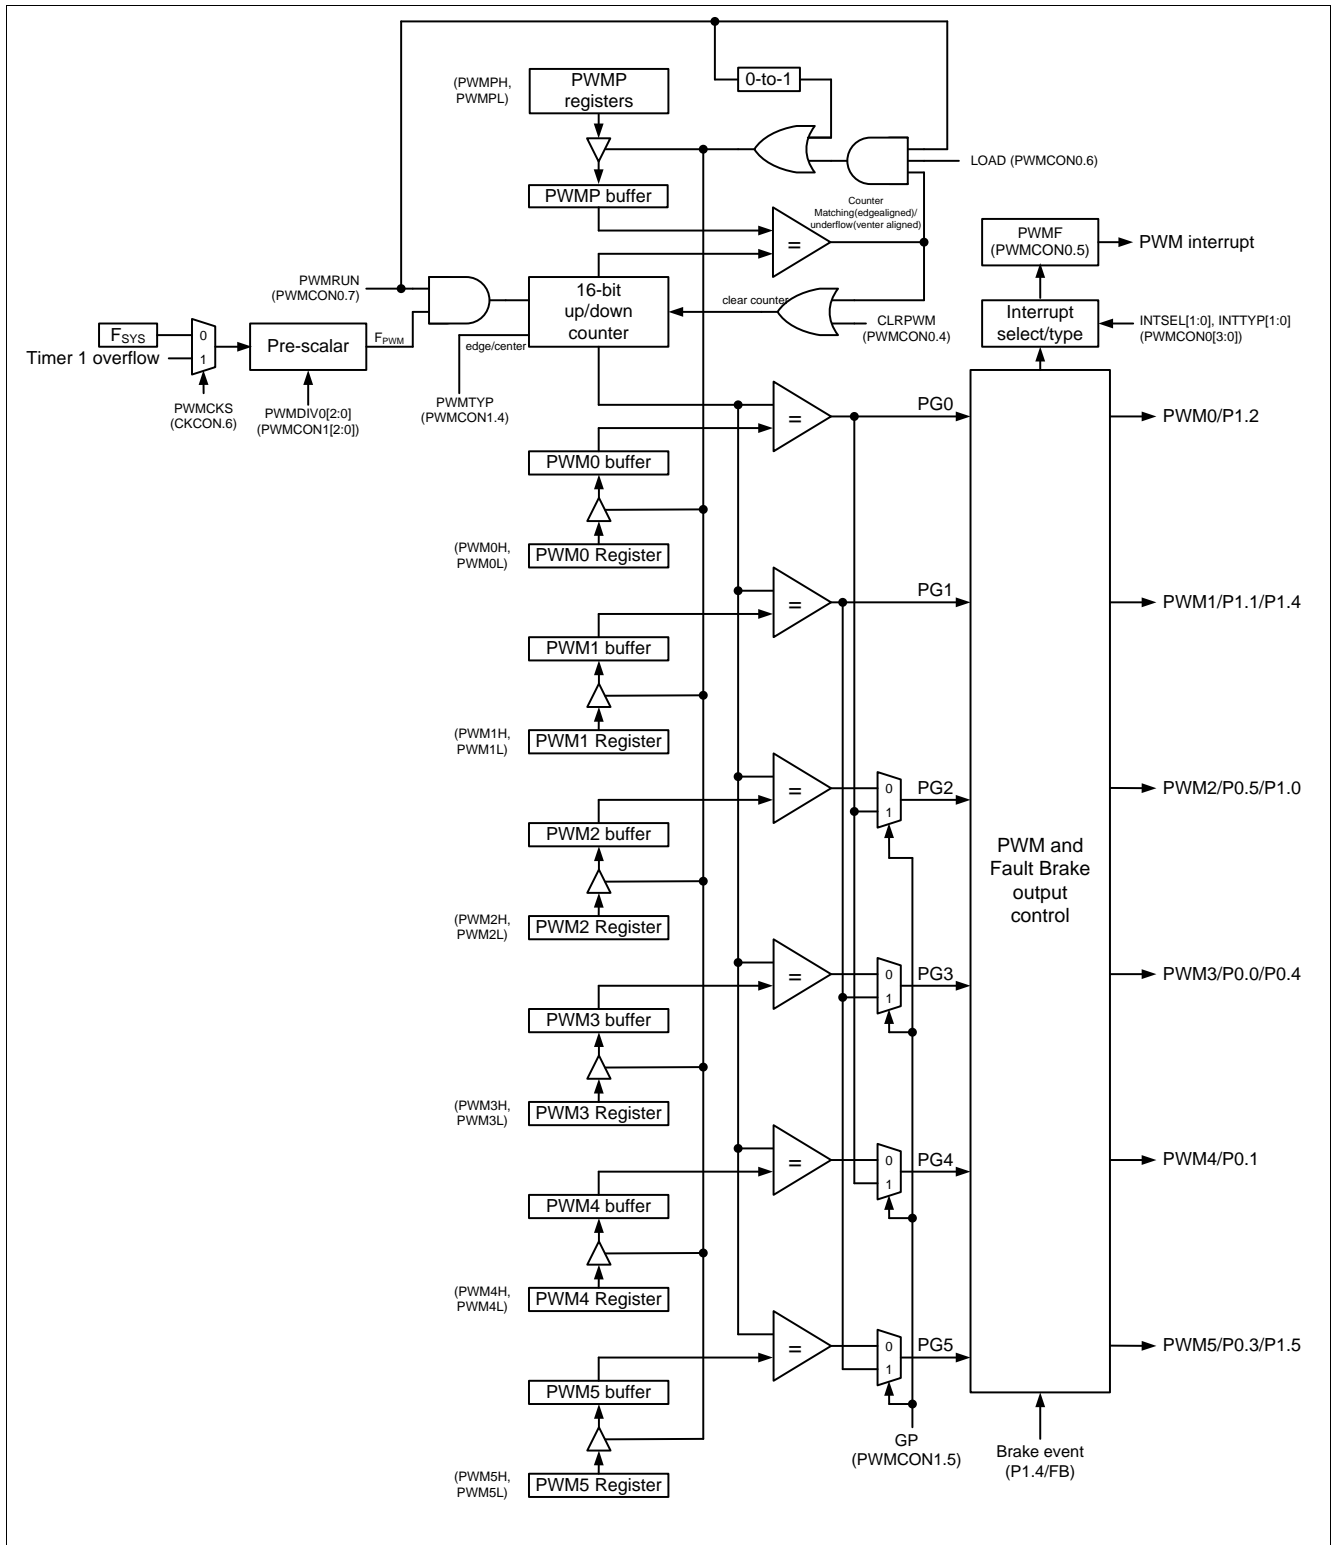 0-to-1
(PWMPH,
PWMPL)
PWMP
registers
LOAD (PWMCON0.6)
PWMP buffer
Counter
Matching(edgealigned)/
underflow(venter aligned)
=
PWMF
(PWMCON0.5)
PWM interrupt
PWMRUN
(PWMCON0.7)
16-bit
up/down
counter
clear counter
CLRPWM
(PWMCON0.4)
Interrupt
select/type
INTSEL[1:0], INTTYP[1:0]
(PWMCON0[3:0])
FSYS
Timer 1 overflow
0
1
Pre-scalar
FPWM
edge/center
PWMCKS
(CKCON.6)
PWMDIV0[2:0]
(PWMCON1[2:0])
PWMTYP
(PWMCON1.4)
=
PG0
PWM0/P1.2
PWM0 buffer
(PWM0H,
PWM0L)
PWM0 Register
=
PG1
PWM1/P1.1/P1.4
PWM1 buffer
(PWM1H,
PWM1L)
PWM1 Register
=
0
1
PG2
PWM2/P0.5/P1.0
PWM2 buffer
PWM and
Fault Brake
output
control
(PWM2H,
PWM2L)
PWM2 Register
=
0
1
PG3
PWM3/P0.0/P0.4
PWM3 buffer
(PWM3H,
PWM3L)
PWM3 Register
=
0
1
PG4
PWM4/P0.1
PWM4 buffer
(PWM4H,
PWM4L)
PWM4 Register
=
0
1
PG5
PWM5/P0.3/P1.5
PWM5 buffer
GP
(PWMCON1.5)
Brake event
(P1.4/FB)
(PWM5H,
PWM5L)
PWM5 Register